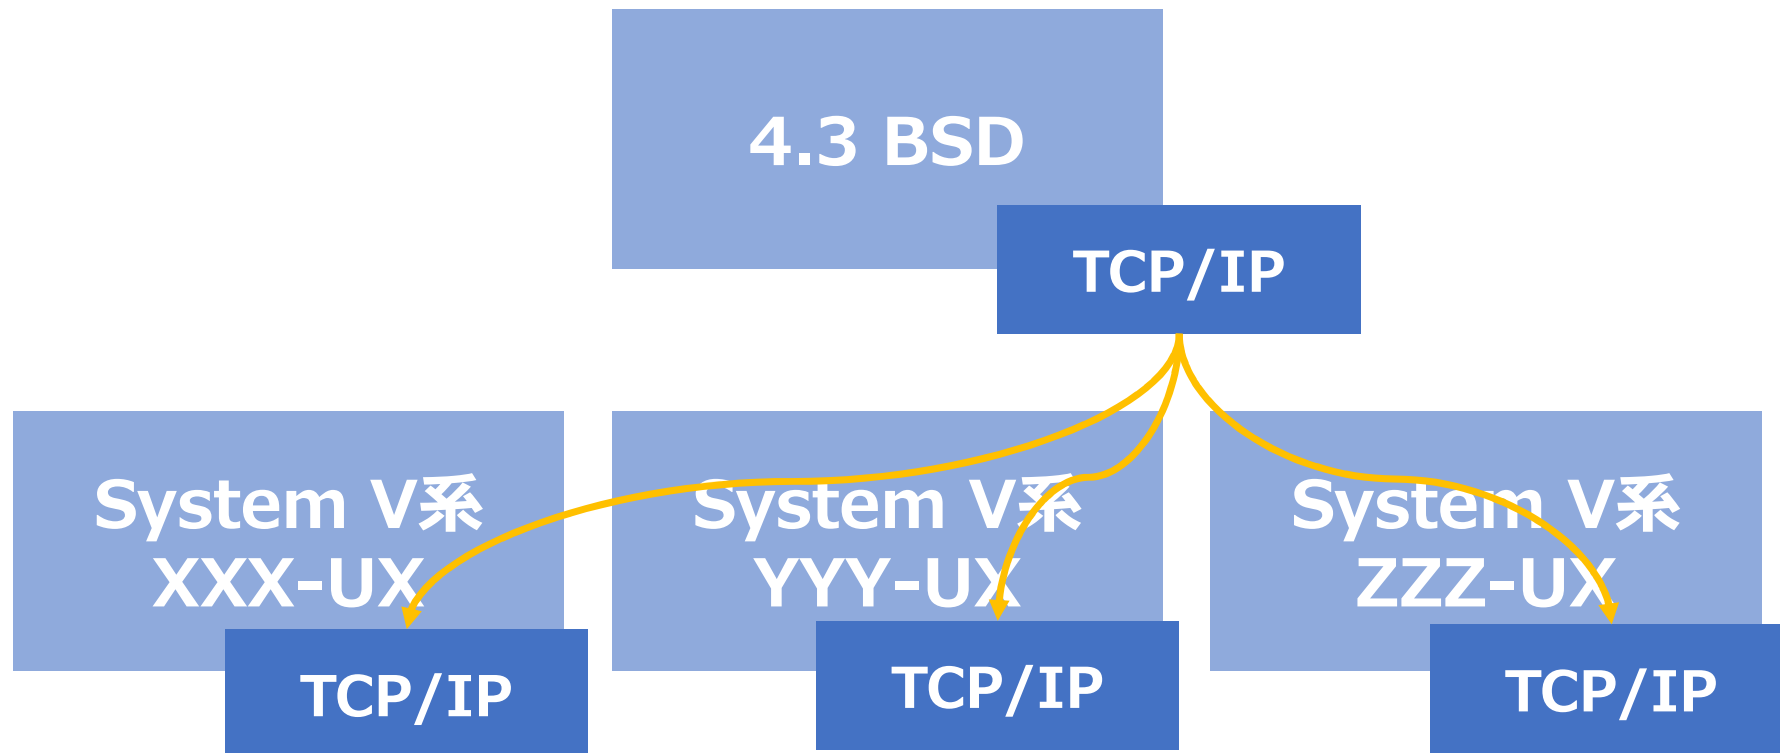 4.3 BSD
TCP/IP
System V系
XXX-UX
TCP/IP
System V系
YYY-UX
TCP/IP
System V系
ZZZ-UX
TCP/IP